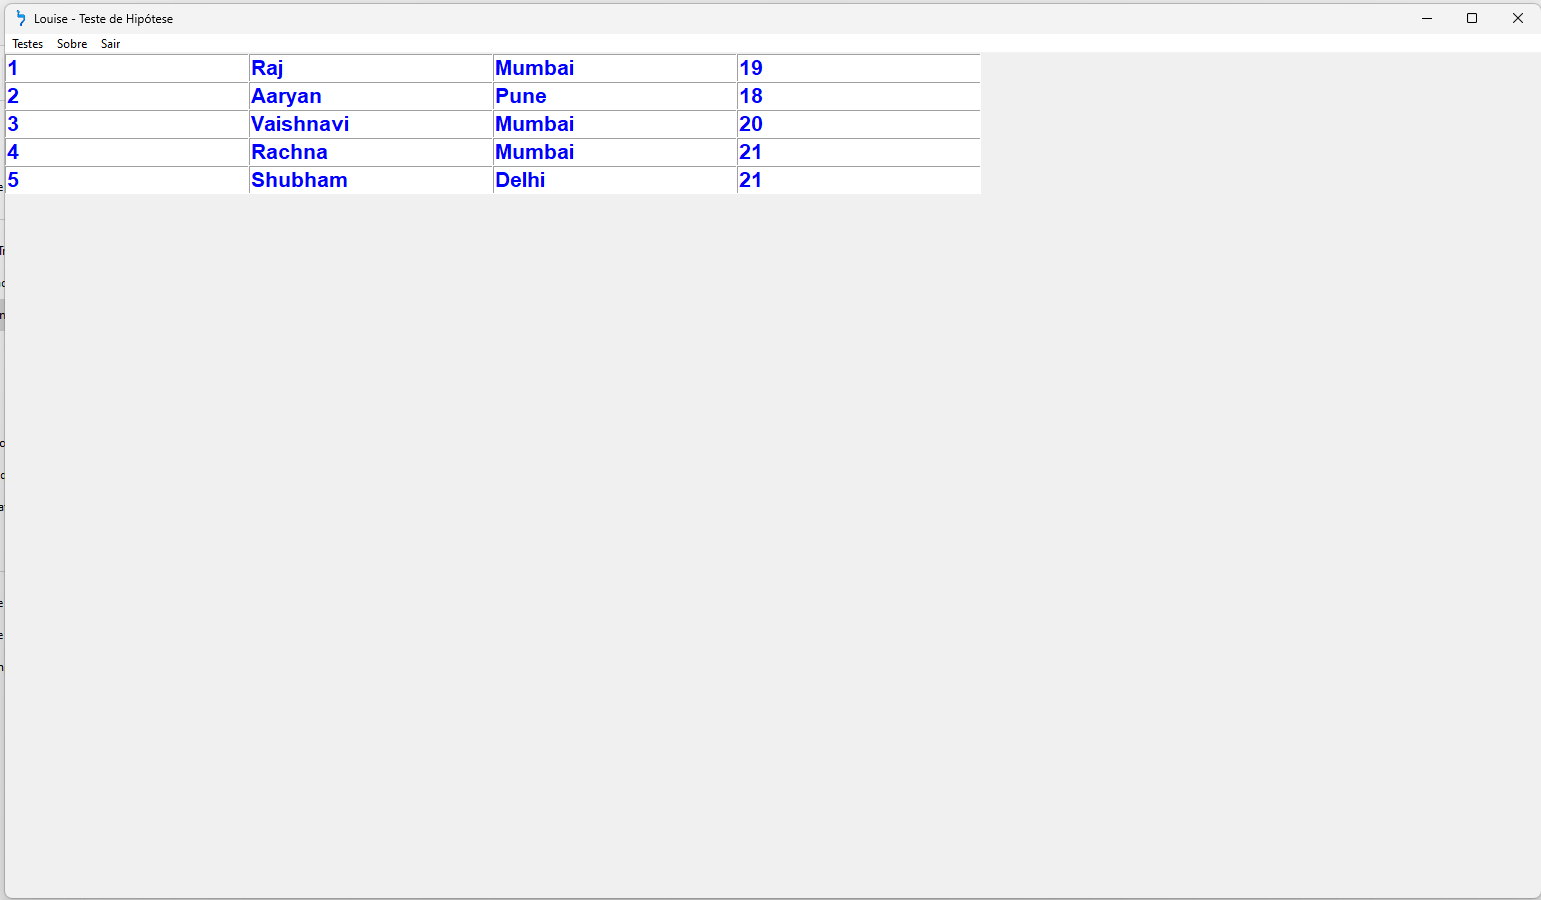 Louise - Teste de Hipótese
Testes Sobre Sair
1 Raj Mumbai 19
2 Aaryan Pune 18
3 Vaishnavi Mumbai 20
4 Rachna Mumbai 21
5 Shubham Delhi 21